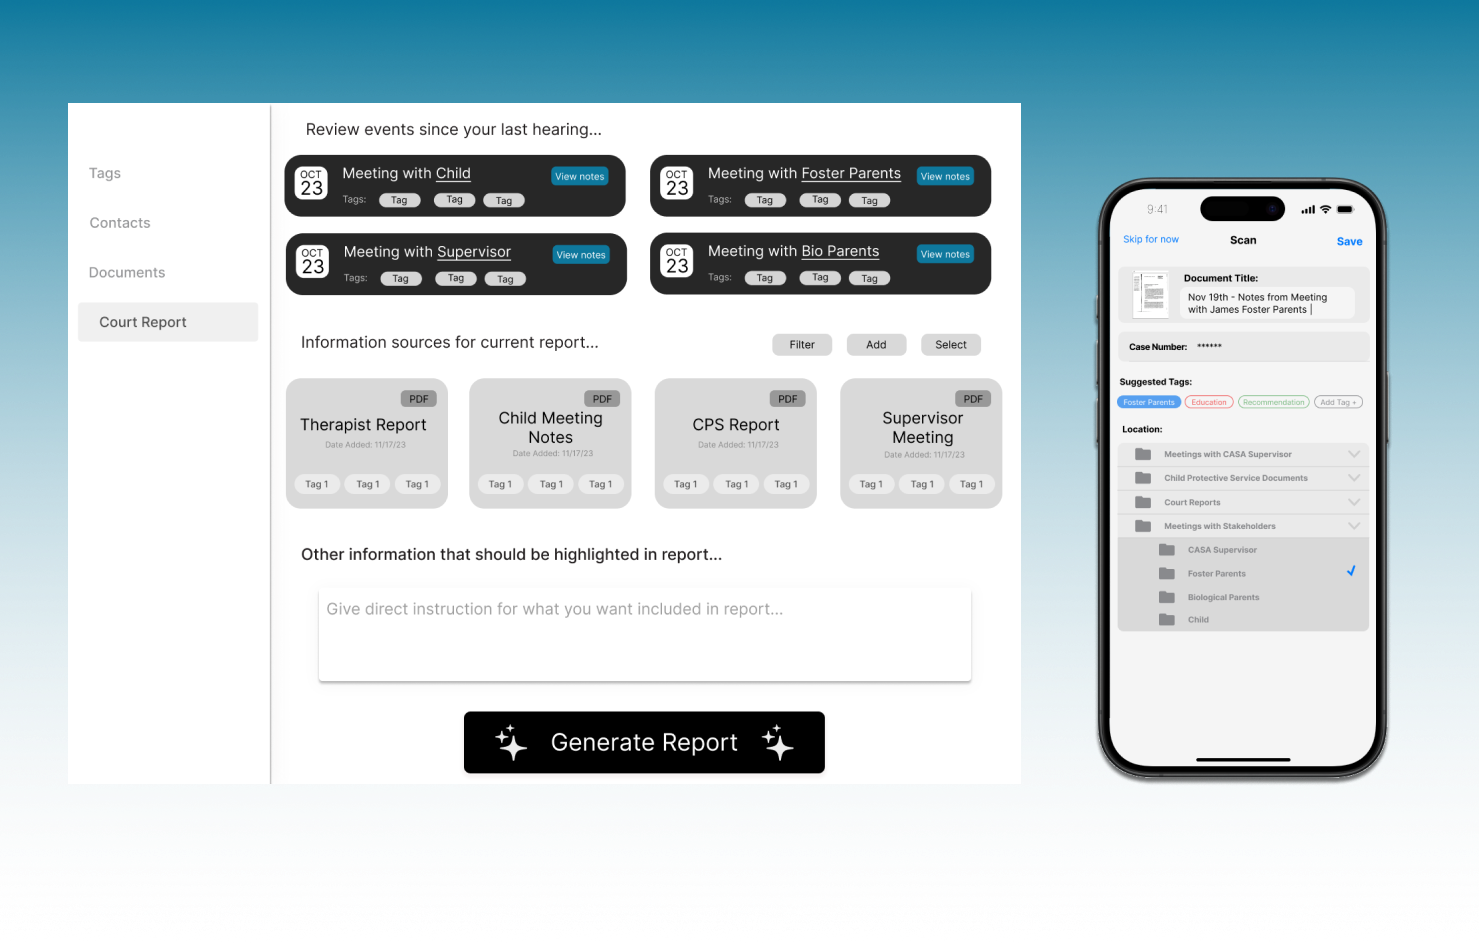 Tags
Contacts
Documents
Court Report
Review events since your last hearing...
OCT
23
Meeting with Child
View notes
Tags: Tag Tag Tag
OCT
23
Meeting with Foster Parents
View notes
Tags: Tag Tag Tag
OCT
23
Meeting with Supervisor
View notes
Tags: Tag Tag Tag
OCT
23
Meeting with Bio Parents
View notes
Tags: Tag Tag Tag
Information sources for current report...
Filter Add Select
PDF
Therapist Report
Date Added: 11/17/23
Tag 1 Tag 1 Tag 1
PDF
Child Meeting
Notes
Date Added: 11/17/23
Tag 1 Tag 1 Tag 1
PDF
CPS Report
Date Added: 11/17/23
Tag 1 Tag 1 Tag 1
PDF
Supervisor
Meeting
Date Added: 11/17/23
Tag 1 Tag 1 Tag 1
Other information that should be highlighted in report...
Give direct instruction for what you want included in report...
Generate Report
9:41
Skip for now Scan Save
Document Title:
Nov 19th - Notes from Meeting
with James Foster Parents |
Case Number: ******
Suggested Tags:
Foster Parents Education Recommendation Add Tag +
Location:
Meetings with CASA Supervisor
Child Protective Service Documents
Court Reports
Meetings with Stakeholders
CASA Supervisor
Foster Parents
Biological Parents
Child